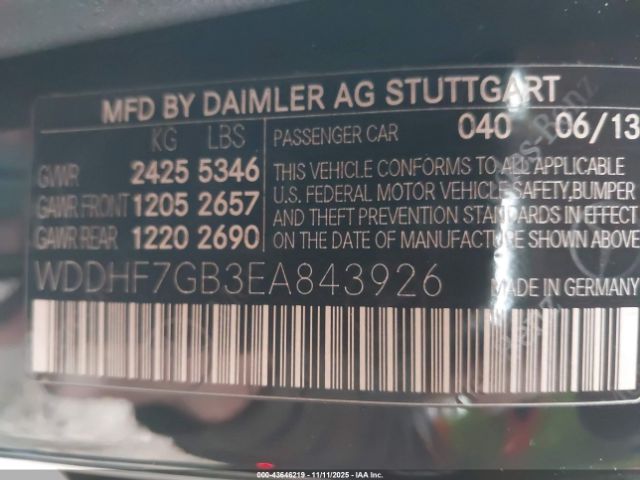 MFD BY DAIMLER AG STUTTGART
KG LBS
GVWR 2425 5346
GAWR FRONT 1205 2657
GAWR REAR 1220 2690
PASSENGER CAR 040 06/13
THIS VEHICLE CONFORMS TO ALL APPLICABLE
U.S. FEDERAL MOTOR VEHICLE SAFETY,BUMPER
AND THEFT PREVENTION STANDARDS IN EFFECT
ON THE DATE OF MANUFACTURE SHOWN ABOVE.
WDDHF7GB3EA843926
MADE IN GERMANY
00-43646219 - 11/11/2025 - IAA Inc.